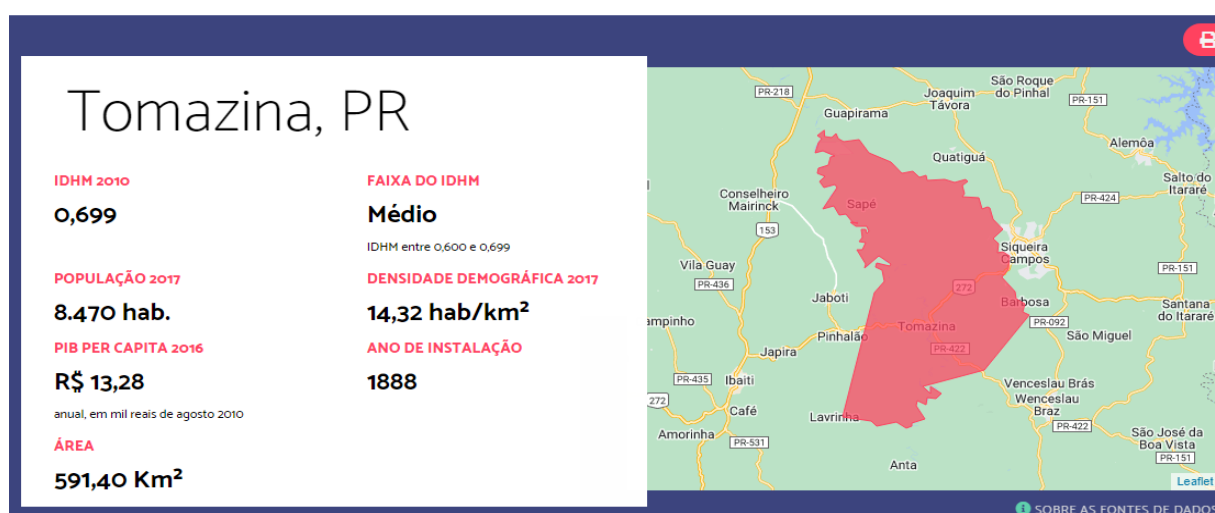 Tomazina, PR
IDHM 2010
0,699
FAIXA DO IDHM
Médio
IDHM entre 0,600 e 0,699
POPULAÇÃO 2017
8.470 hab.
DENSIDADE DEMOGRÁFICA 2017
14,32 hab/km²
PIB PER CAPITA 2016
R$ 13,28
anual, em mil reais de agosto 2010
ANO DE INSTALAÇÃO
1888
ÁREA
591,40 Km²
São Roque
do Pinhal
PR-218
Joaquim
Távora
PR-151
Guapirama
Alemôa
Quatiguá
Salto do
Itararé
Conselheiro
Mairinck
Sapé
PR-424
153
Siqueira
Campos
Vila Guay
PR-436
PR-151
272
Jaboti
Barbosa
Santana
do Itararé
ampinho
Tomazina
PR-092
Pinhalão
São Miguel
PR-422
Japira
PR-435
Ibaiti
Venceslau Brás
Wenceslau
Braz
272
Café
Lavrinha
PR-422
Amorinha
PR-531
São José da
Boa Vista
PR-151
Anta
Leaflet
SOBRE AS FONTES DE DADOS